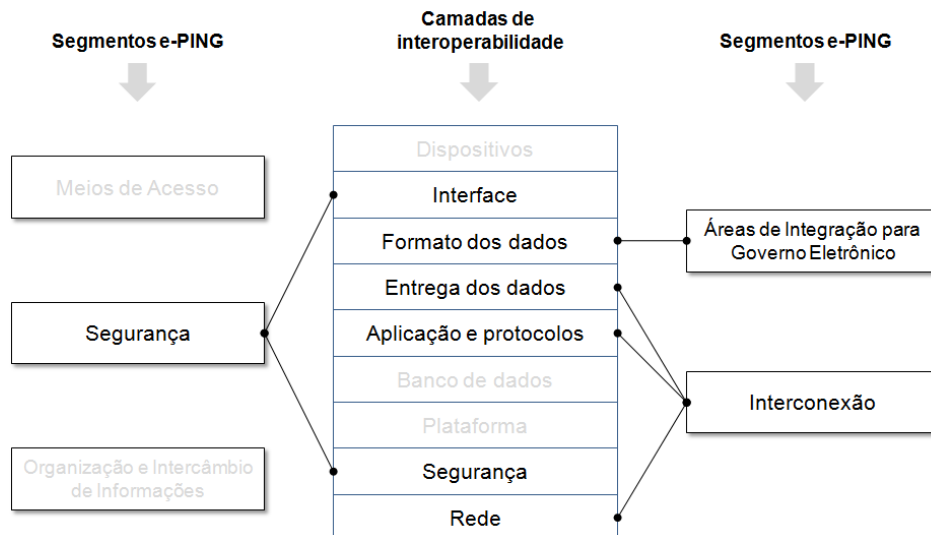 Segmentos e-PING
Camadas de
interoperabilidade
Segmentos e-PING
Meios de Acesso
Segurança
Organização e Intercâmbio
de Informações
Dispositivos
Interface
Formato dos dados
Entrega dos dados
Aplicação e protocolos
Banco de dados
Plataforma
Segurança
Rede
Áreas de Integração para
Governo Eletrônico
Interconexão